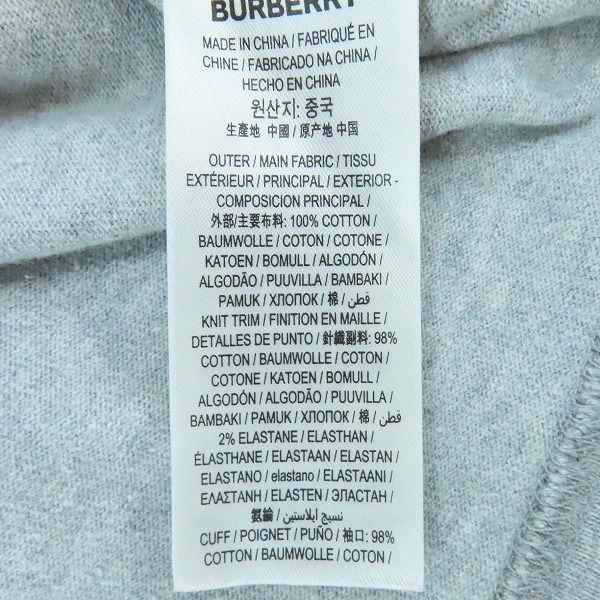 BURBERRY
MADE IN CHINA / FABRIQUÉ EN
CHINE / FABRICADO NA CHINA /
HECHO EN CHINA
원산지: 중국
生產地 中國 / 原产地 中国
OUTER / MAIN FABRIC / TISSU
EXTÉRIEUR / PRINCIPAL / EXTERIOR -
COMPOSICION PRINCIPAL /
外部/主要布料: 100% COTTON /
BAUMWOLLE / COTON / COTONE /
KATOEN / BOMULL / ALGODÓN /
ALGODÃO / PUUVILLA / BAMBAKI /
PAMUK / ХЛОПОК / 棉 / قطن /
KNIT TRIM / FINITION EN MAILLE /
DETALLES DE PUNTO / 針織副料: 98%
COTTON / BAUMWOLLE / COTON /
COTONE / KATOEN / BOMULL /
ALGODÓN / ALGODÃO / PUUVILLA /
BAMBAKI / PAMUK / ХЛОПОК / 棉 / قطن /
2% ELASTANE / ELASTHAN /
ÉLASTHANE / ELASTAAN / ELASTAN /
ELASTANO / elastano / ELASTAANI /
ΕΛΑΣΤΑΝΗ / ELASTEN / ЭЛАСТАН /
氨綸 / نسيج ايلاستين /
CUFF / POIGNET / PUÑO / 袖口: 98%
COTTON / BAUMWOLLE / COTON /